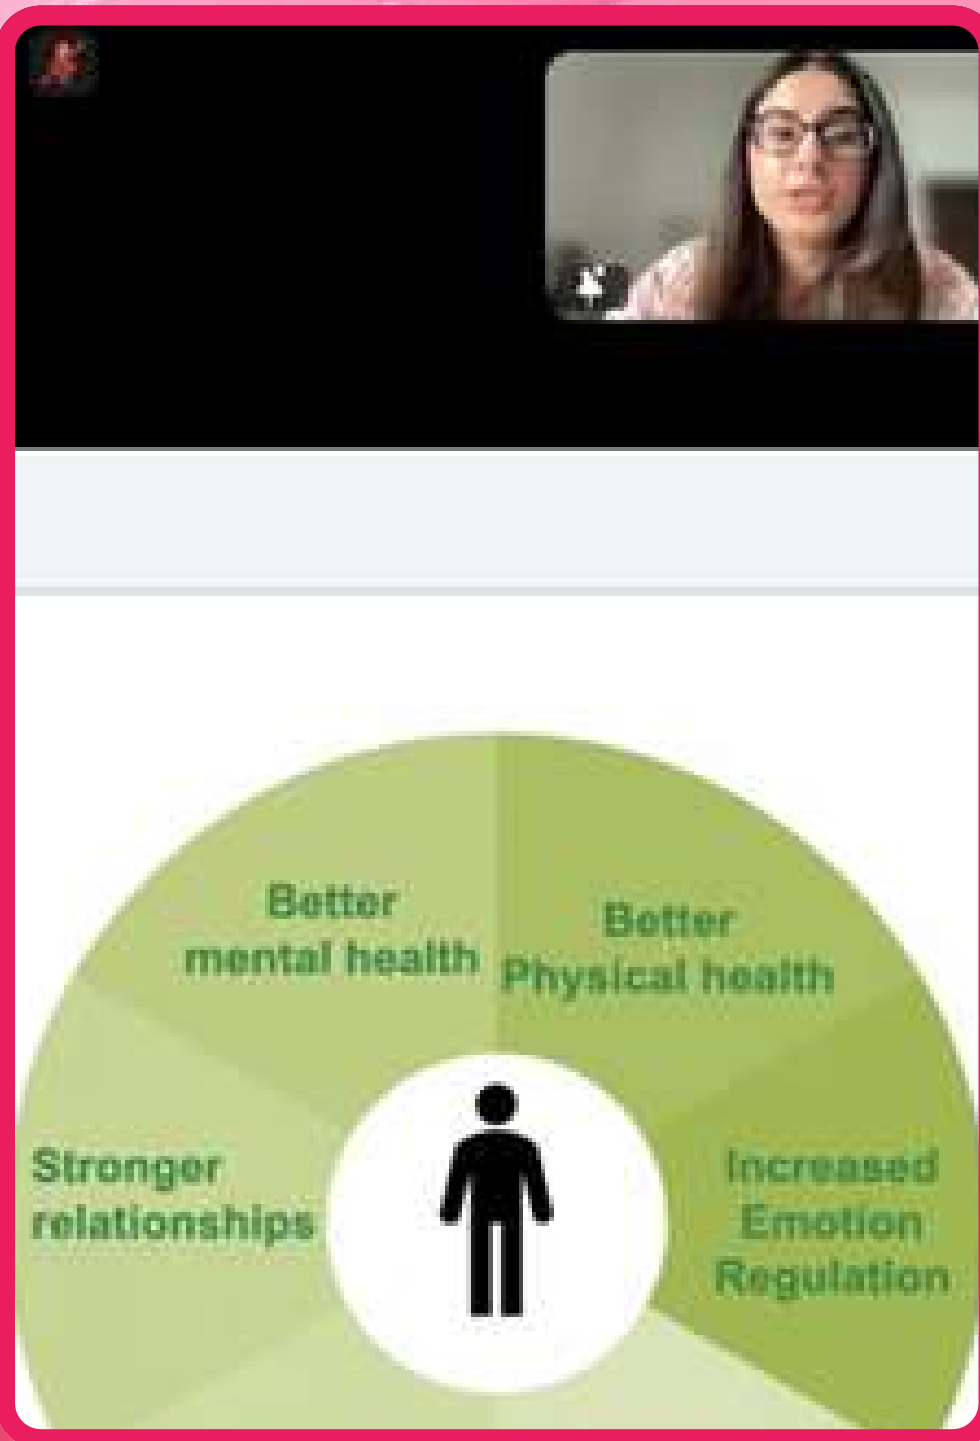 Better
mental health
Better
Physical health
Stronger
relationships
Increased
Emotion
Regulation